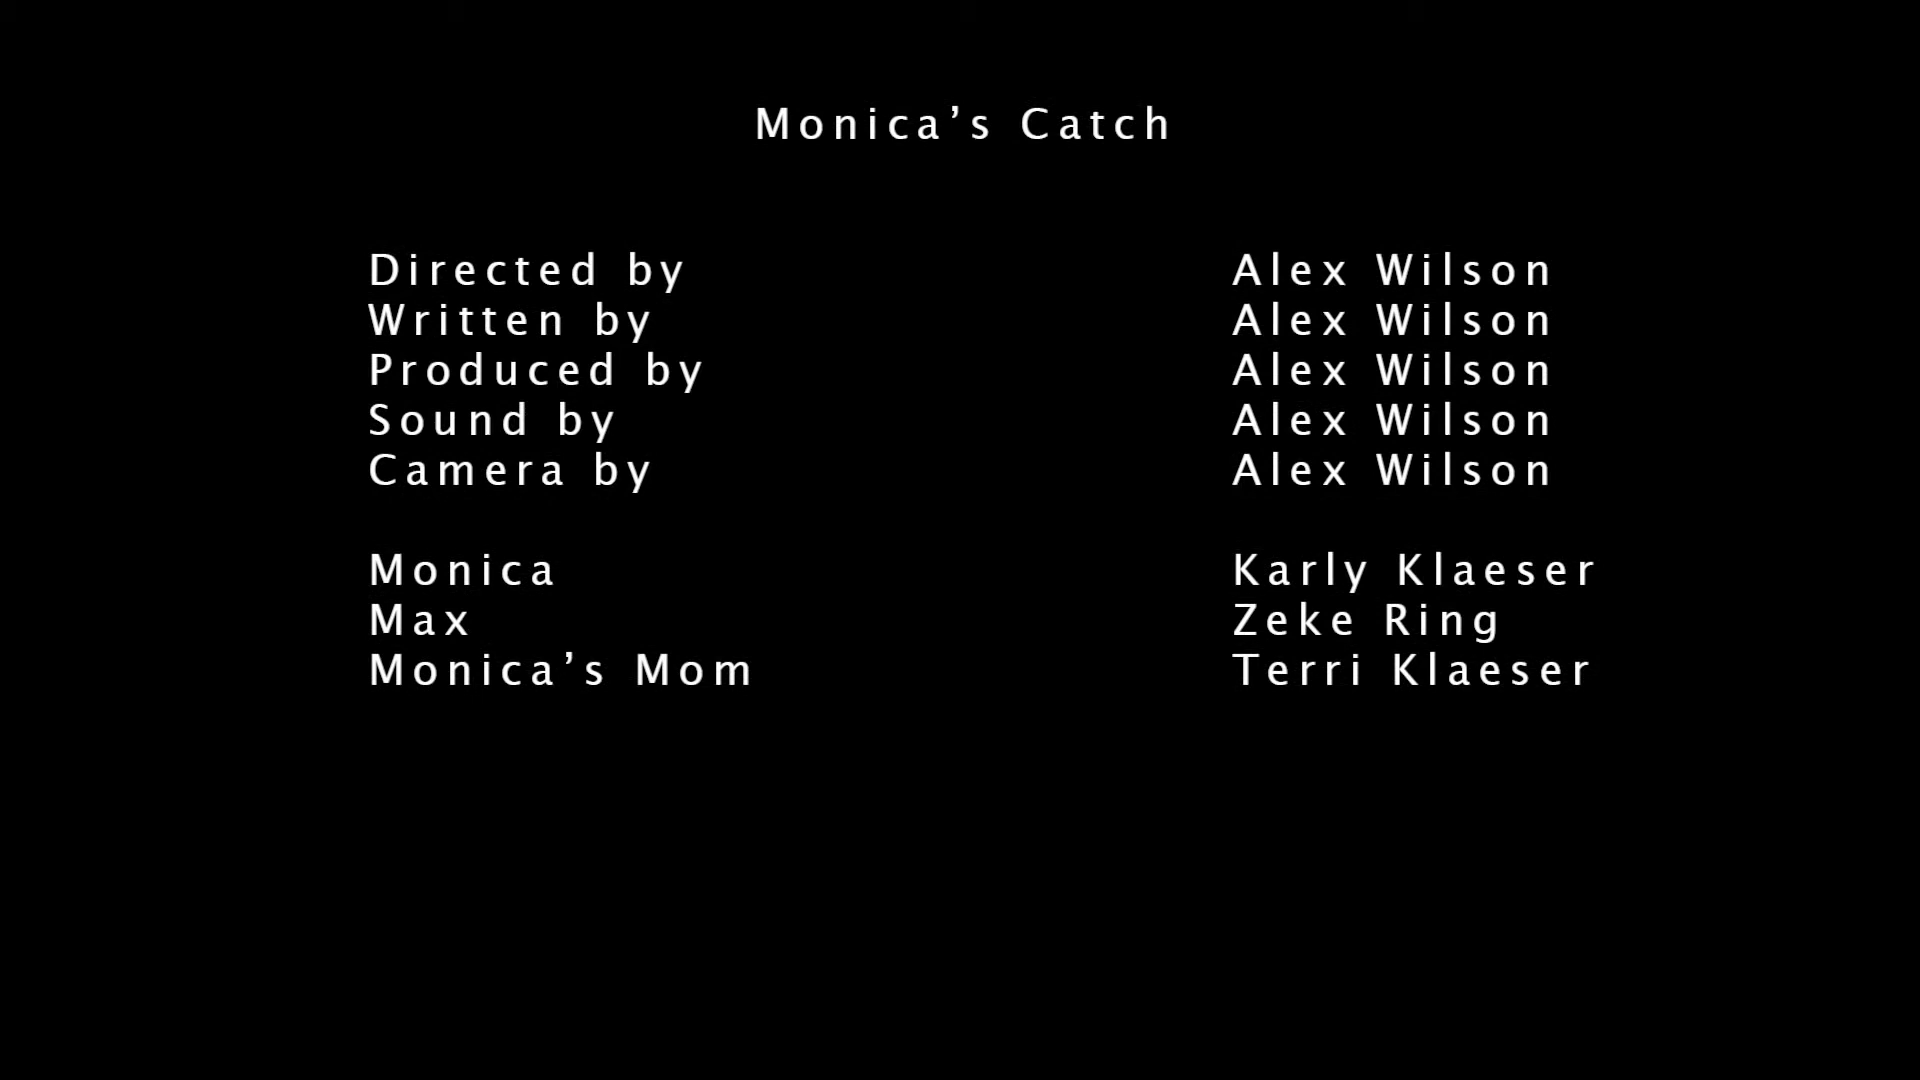 Monica’s Catch
Directed by Alex Wilson
Written by Alex Wilson
Produced by Alex Wilson
Sound by Alex Wilson
Camera by Alex Wilson
Monica Karly Klaeser
Max Zeke Ring
Monica’s Mom Terri Klaeser